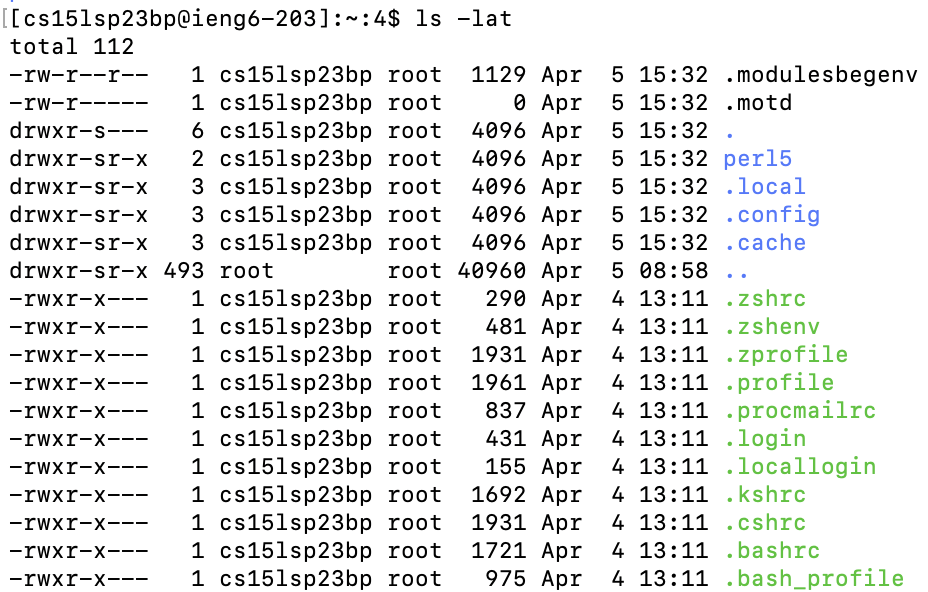 [[cs15lsp23bp@ieng6-203]:~:4$ ls -lat
total 112
-rw-r--r--   1 cs15lsp23bp root  1129 Apr  5 15:32 .modulesbegenv
-rw-r-----   1 cs15lsp23bp root     0 Apr  5 15:32 .motd
drwxr-s---   6 cs15lsp23bp root  4096 Apr  5 15:32 .
drwxr-sr-x   2 cs15lsp23bp root  4096 Apr  5 15:32 perl5
drwxr-sr-x   3 cs15lsp23bp root  4096 Apr  5 15:32 .local
drwxr-sr-x   3 cs15lsp23bp root  4096 Apr  5 15:32 .config
drwxr-sr-x   3 cs15lsp23bp root  4096 Apr  5 15:32 .cache
drwxr-sr-x 493 root        root 40960 Apr  5 08:58 ..
-rwxr-x---   1 cs15lsp23bp root   290 Apr  4 13:11 .zshrc
-rwxr-x---   1 cs15lsp23bp root   481 Apr  4 13:11 .zshenv
-rwxr-x---   1 cs15lsp23bp root  1931 Apr  4 13:11 .zprofile
-rwxr-x---   1 cs15lsp23bp root  1961 Apr  4 13:11 .profile
-rwxr-x---   1 cs15lsp23bp root   837 Apr  4 13:11 .procmailrc
-rwxr-x---   1 cs15lsp23bp root   431 Apr  4 13:11 .login
-rwxr-x---   1 cs15lsp23bp root   155 Apr  4 13:11 .locallogin
-rwxr-x---   1 cs15lsp23bp root  1692 Apr  4 13:11 .kshrc
-rwxr-x---   1 cs15lsp23bp root  1931 Apr  4 13:11 .cshrc
-rwxr-x---   1 cs15lsp23bp root  1721 Apr  4 13:11 .bashrc
-rwxr-x---   1 cs15lsp23bp root   975 Apr  4 13:11 .bash_profile